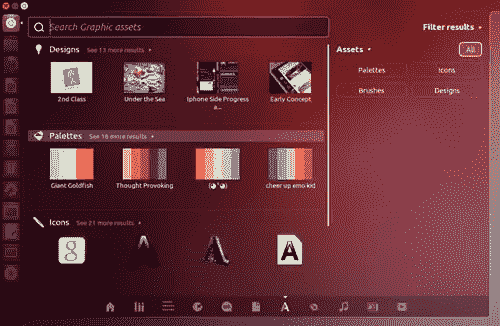 Search Graphic assets
Filter results
Designs See 13 more results
Assets All
Palettes Icons
Brushes Designs
2nd Class Under the Sea Iphone Side Progress a... Early Concept
Palettes See 16 more results
Giant Goldfish Thought Provoking (◕‿◕) cheer up emo kid
Icons See 21 more results
g A A A